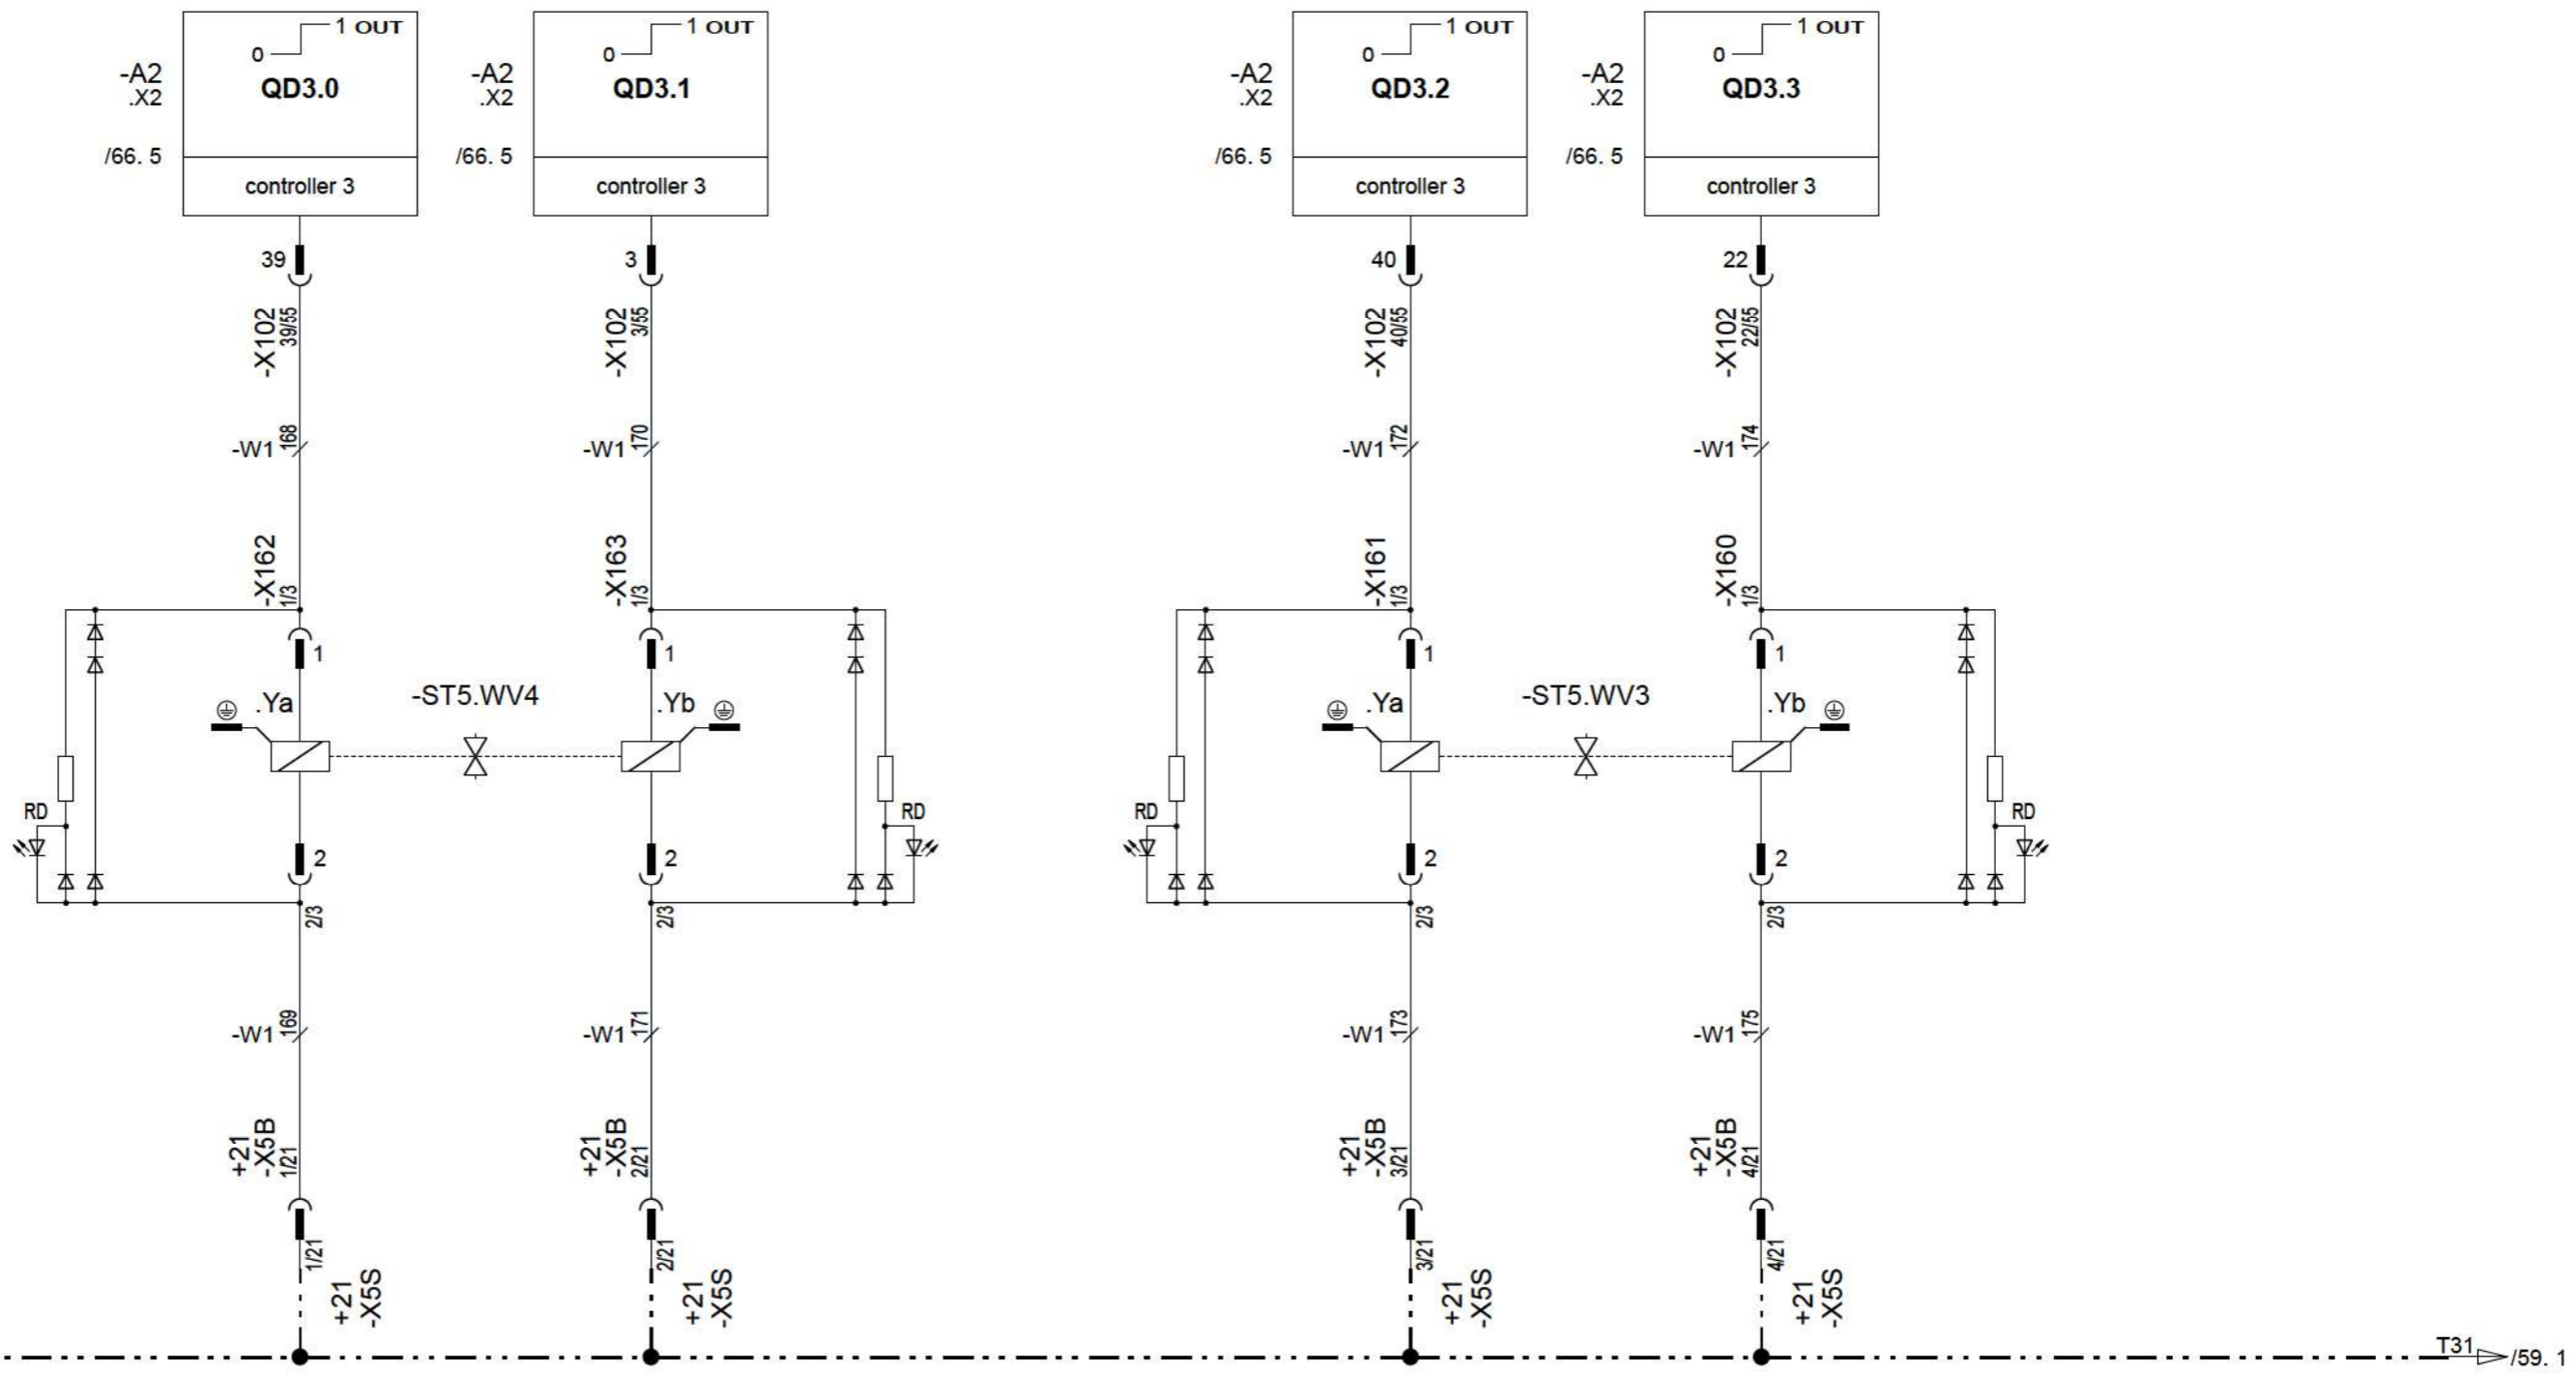 1 OUT
0
QD3.0
-A2
.X2
/66. 5
controller 3
39
-X102
39/55
-W1
168
-X162
1/3
1
.Ya
RD
2
2/3
-W1
169
+21
-X5B
1/21
1/21
+21
-X5S
-ST5.WV4
1 OUT
0
QD3.1
-A2
.X2
/66. 5
controller 3
3
-X102
3/55
-W1
170
-X163
1/3
1
.Yb
RD
2
2/3
-W1
171
+21
-X5B
2/21
2/21
+21
-X5S
1 OUT
0
QD3.2
-A2
.X2
/66. 5
controller 3
40
-X102
40/55
-W1
172
-X161
1/3
1
.Ya
RD
2
2/3
-W1
173
+21
-X5B
3/21
3/21
+21
-X5S
-ST5.WV3
1 OUT
0
QD3.3
-A2
.X2
/66. 5
controller 3
22
-X102
22/55
-W1
174
-X160
1/3
1
.Yb
RD
2
2/3
-W1
175
+21
-X5B
4/21
4/21
+21
-X5S
T31
/59. 1